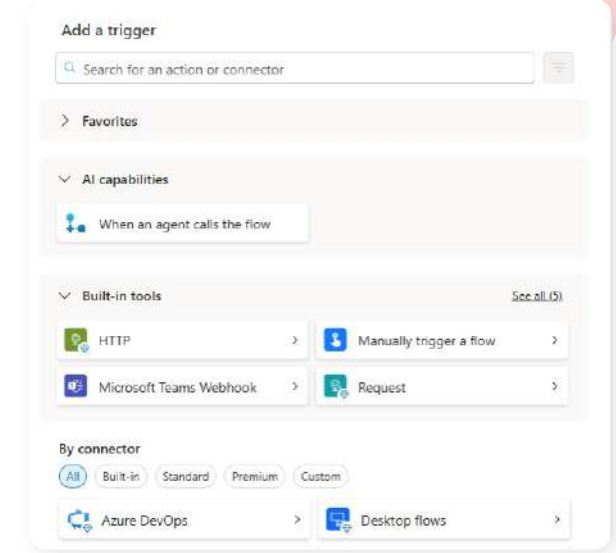 Add a trigger
Search for an action or connector
Favorites
AI capabilities
When an agent calls the flow
Built-in tools See all (5)
HTTP Manually trigger a flow
Microsoft Teams Webhook Request
By connector
All Built-in Standard Premium Custom
Azure DevOps Desktop flows